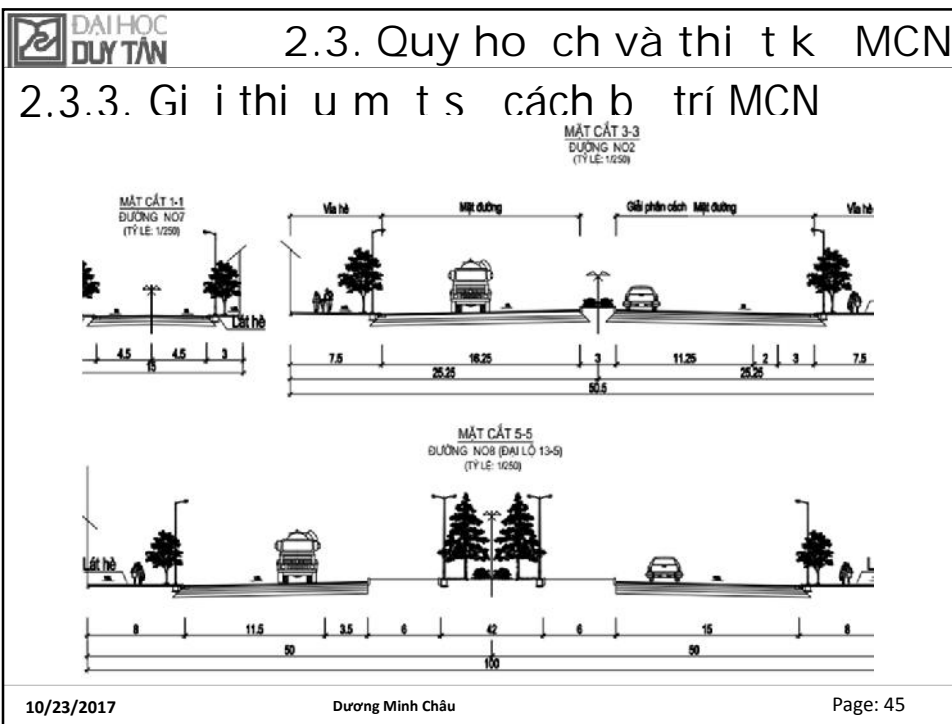 ĐẠI HỌC
DUY TÂN
2.3. Quy ho ch và thi t k MCN
2.3.3. Gi i thi u m t s cách b trí MCN
MẶT CẮT 3-3
ĐƯỜNG NO2
(TỶ LỆ: 1/250)
MẶT CẮT 1-1
ĐƯỜNG NO7
(TỶ LỆ: 1/250)
Vỉa hè Mặt đường Giải phân cách Mặt đường Vỉa hè
Lát hè
4.5 4.5 3
15
7.5 16.25 3 11.25 2 3 7.5
25.25 25.25
50.5
MẶT CẮT 5-5
ĐƯỜNG NO8 (ĐẠI LỘ 13-5)
(TỶ LỆ: 1/250)
Lát hè L
8 11.5 3.5 6 42 6 15 8
50 50
100
10/23/2017 Dương Minh Châu Page: 45